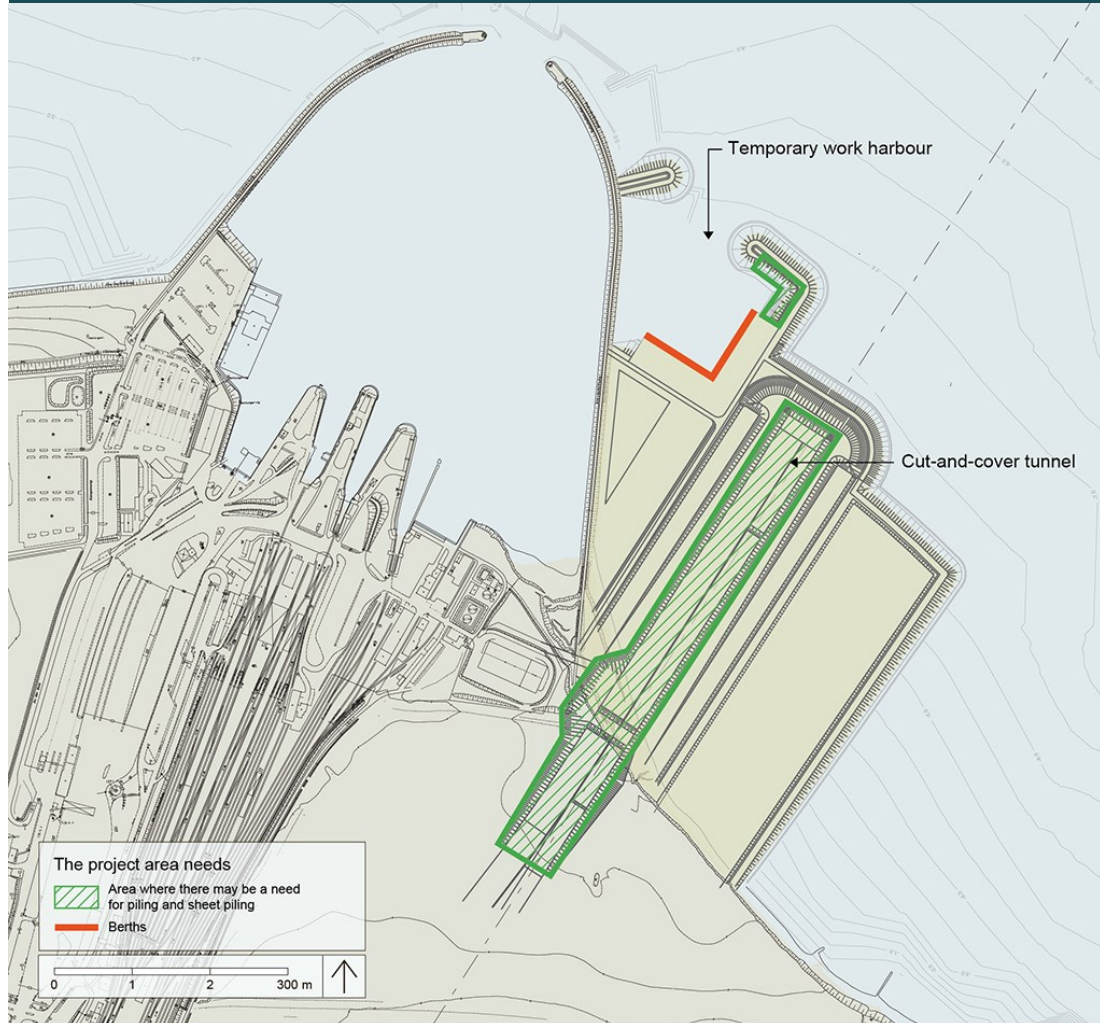 Temporary work harbour
Cut-and-cover tunnel
The project area needs
Area where there may be a need
for piling and sheet piling
Berths
0 1 2 300 m